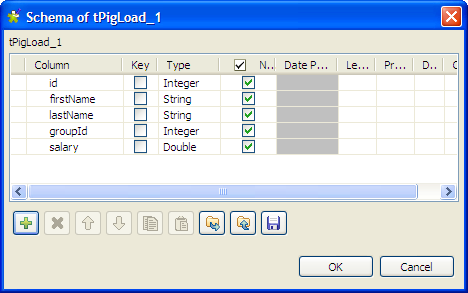 Schema of tPigLoad_1
tPigLoad_1
Column Key Type N... Date P... Le... Pr... D...
id Integer
firstName String
lastName String
groupId Integer
salary Double
OK Cancel